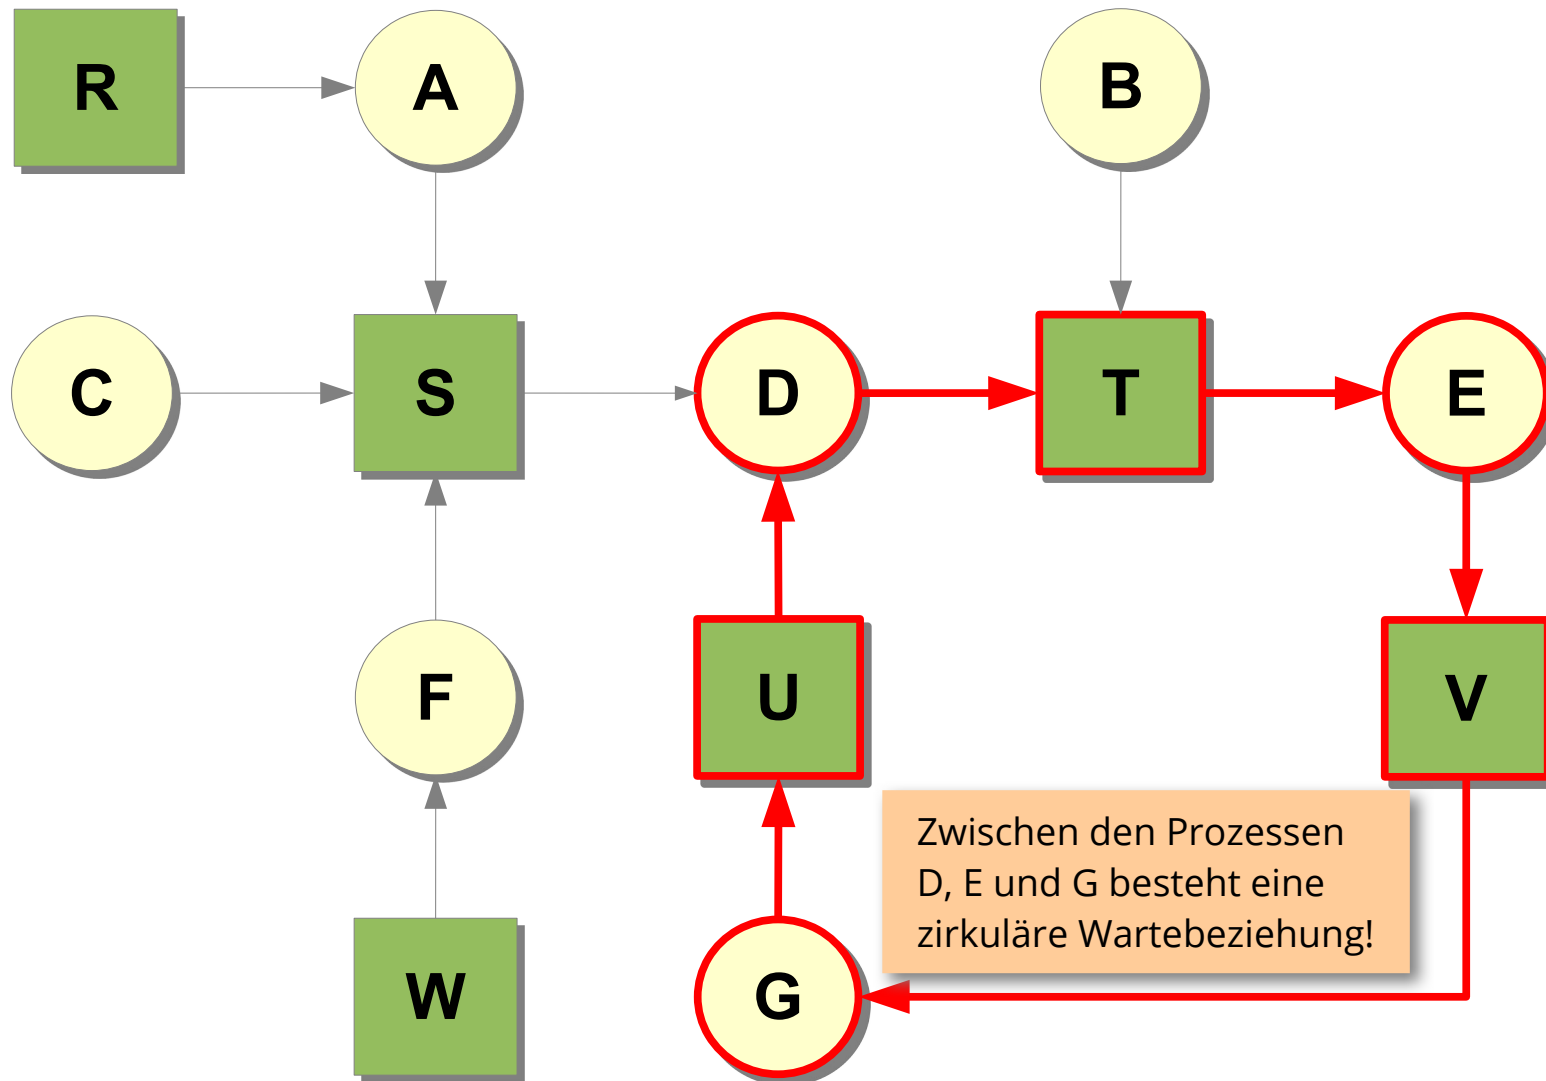 R
A
B
C
S
D
T
E
F
U
V
Zwischen den Prozessen
D, E und G besteht eine
zirkuläre Wartebeziehung!
W
G